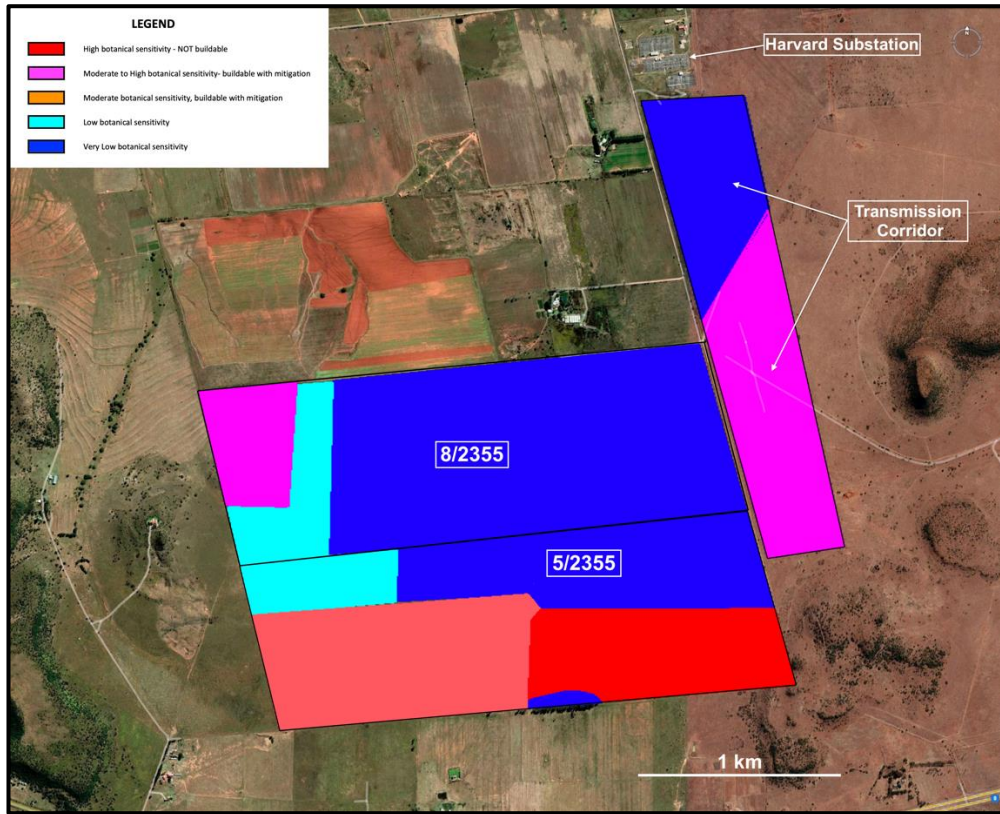 LEGEND
High botanical sensitivity - NOT buildable
Moderate to High botanical sensitivity- buildable with mitigation
Moderate botanical sensitivity, buildable with mitigation
Low botanical sensitivity
Very Low botanical sensitivity
Harvard Substation
Transmission
Corridor
8/2355
5/2355
1 km